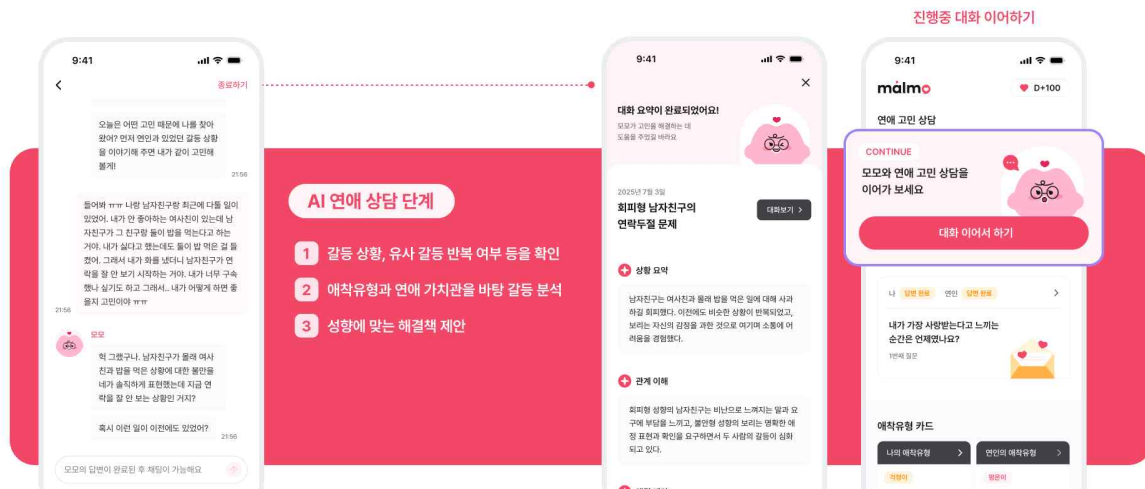 진행중 대화 이어하기
9:41
종료하기
오늘은 어떤 고민 때문에 나를 찾아
왔어? 먼저 연인과 있었던 갈등 상황
을 이야기해 주면 내가 같이 고민해
볼게!
21:56
들어봐 ㅠㅠ 나랑 남자친구랑 최근에 다툴 일이
있었어. 내가 안 좋아하는 여사친이 있는데 남
자친구가 그 친구랑 둘이 밥을 먹는다고 하는
거야. 내가 싫다고 했는데도 둘이 밥 먹은 걸 들
켰어. 그래서 내가 화를 냈더니 남자친구가 연
락을 잘 안 보기 시작하는 거야. 내가 너무 구속
했나 싶기도 하고 그래서.. 내가 어떻게 하면 좋
을지 고민이야 ㅠㅠ
21:56
모모
헉 그랬구나. 남자친구가 몰래 여사
친과 밥을 먹은 상황에 대한 불만을
네가 솔직하게 표현했는데 지금 연
락을 잘 안 보는 상황인 거지?
혹시 이런 일이 이전에도 있었어?
21:56
모모의 답변이 완료된 후 채팅이 가능해요
AI 연애 상담 단계
1 갈등 상황, 유사 갈등 반복 여부 등을 확인
2 애착유형과 연애 가치관을 바탕 갈등 분석
3 성향에 맞는 해결책 제안
9:41
대화 요약이 완료되었어요!
모모가 고민을 해결하는 데
도움을 주었길 바라요
2025년 7월 3일
회피형 남자친구의
연락두절 문제
대화보기
상황 요약
남자친구는 여사친과 몰래 밥을 먹은 일에 대해 사과
하길 회피했다. 이전에도 비슷한 상황이 반복되었고,
보리는 자신의 감정을 과한 것으로 여기며 소통에 어
려움을 경험했다.
관계 이해
회피형 성향의 남자친구는 비난으로 느껴지는 말과 요
구에 부담을 느끼고, 불안형 성향의 보리는 명확한 애
정 표현과 확인을 요구하면서 두 사람의 갈등이 심화
되고 있다.
9:41
malmo
D+100
연애 고민 상담
CONTINUE
모모와 연애 고민 상담을
이어가 보세요
대화 이어서 하기
나 답변 완료 연인 답변 완료
내가 가장 사랑받는다고 느끼는
순간은 언제였나요?
1번째 질문
애착유형 카드
나의 애착유형
연인의 애착유형
걱정이